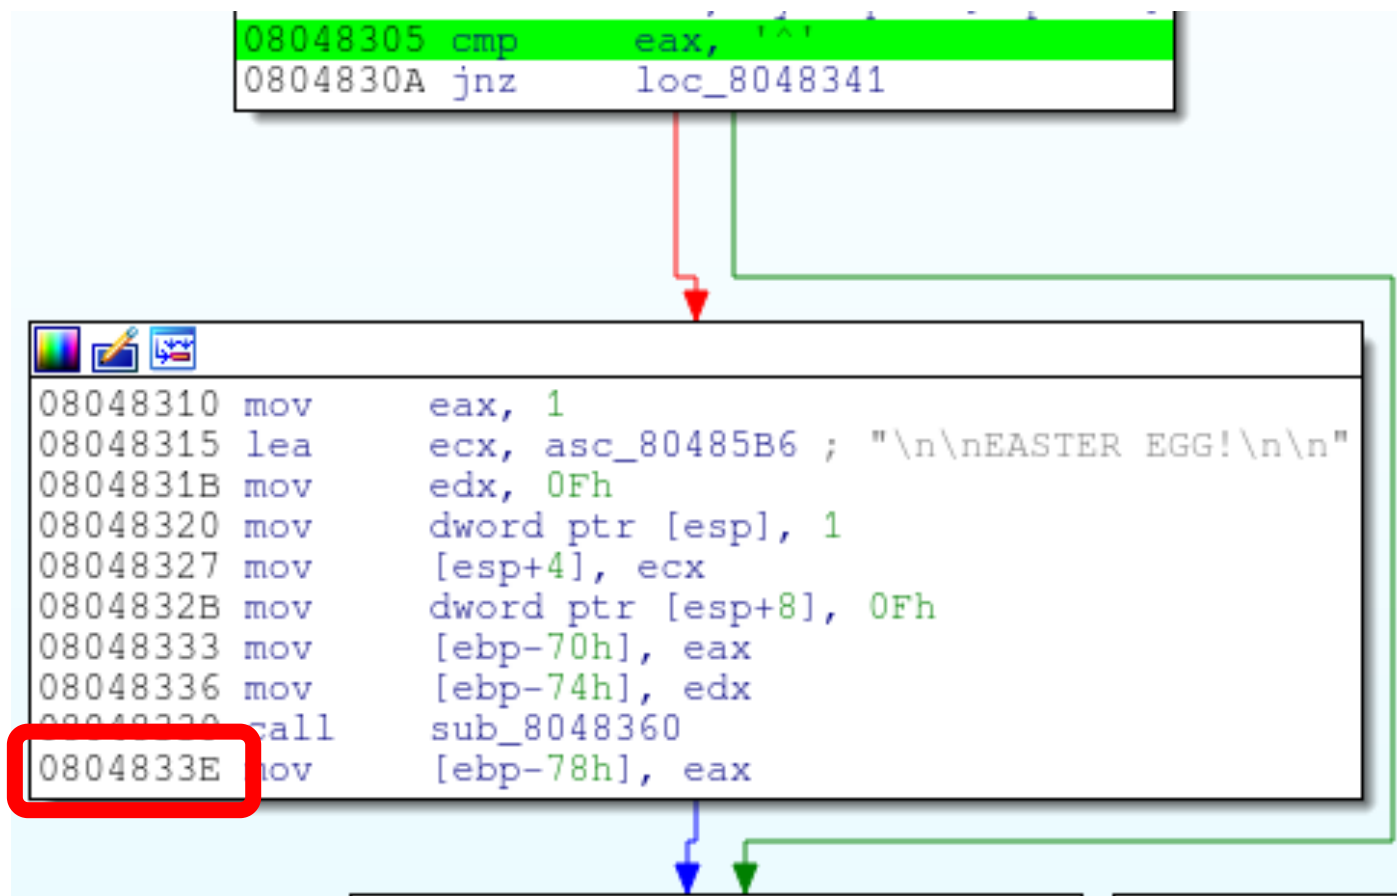 08048305 cmp eax, '^'
0804830A jnz loc_8048341
08048310 mov eax, 1
08048315 lea ecx, asc_80485B6 ; "\n\nEASTER EGG!\n\n"
0804831B mov edx, 0Fh
08048320 mov dword ptr [esp], 1
08048327 mov [esp+4], ecx
0804832B mov dword ptr [esp+8], 0Fh
08048333 mov [ebp-70h], eax
08048336 mov [ebp-74h], edx
08048339 call sub_8048360
0804833E mov [ebp-78h], eax